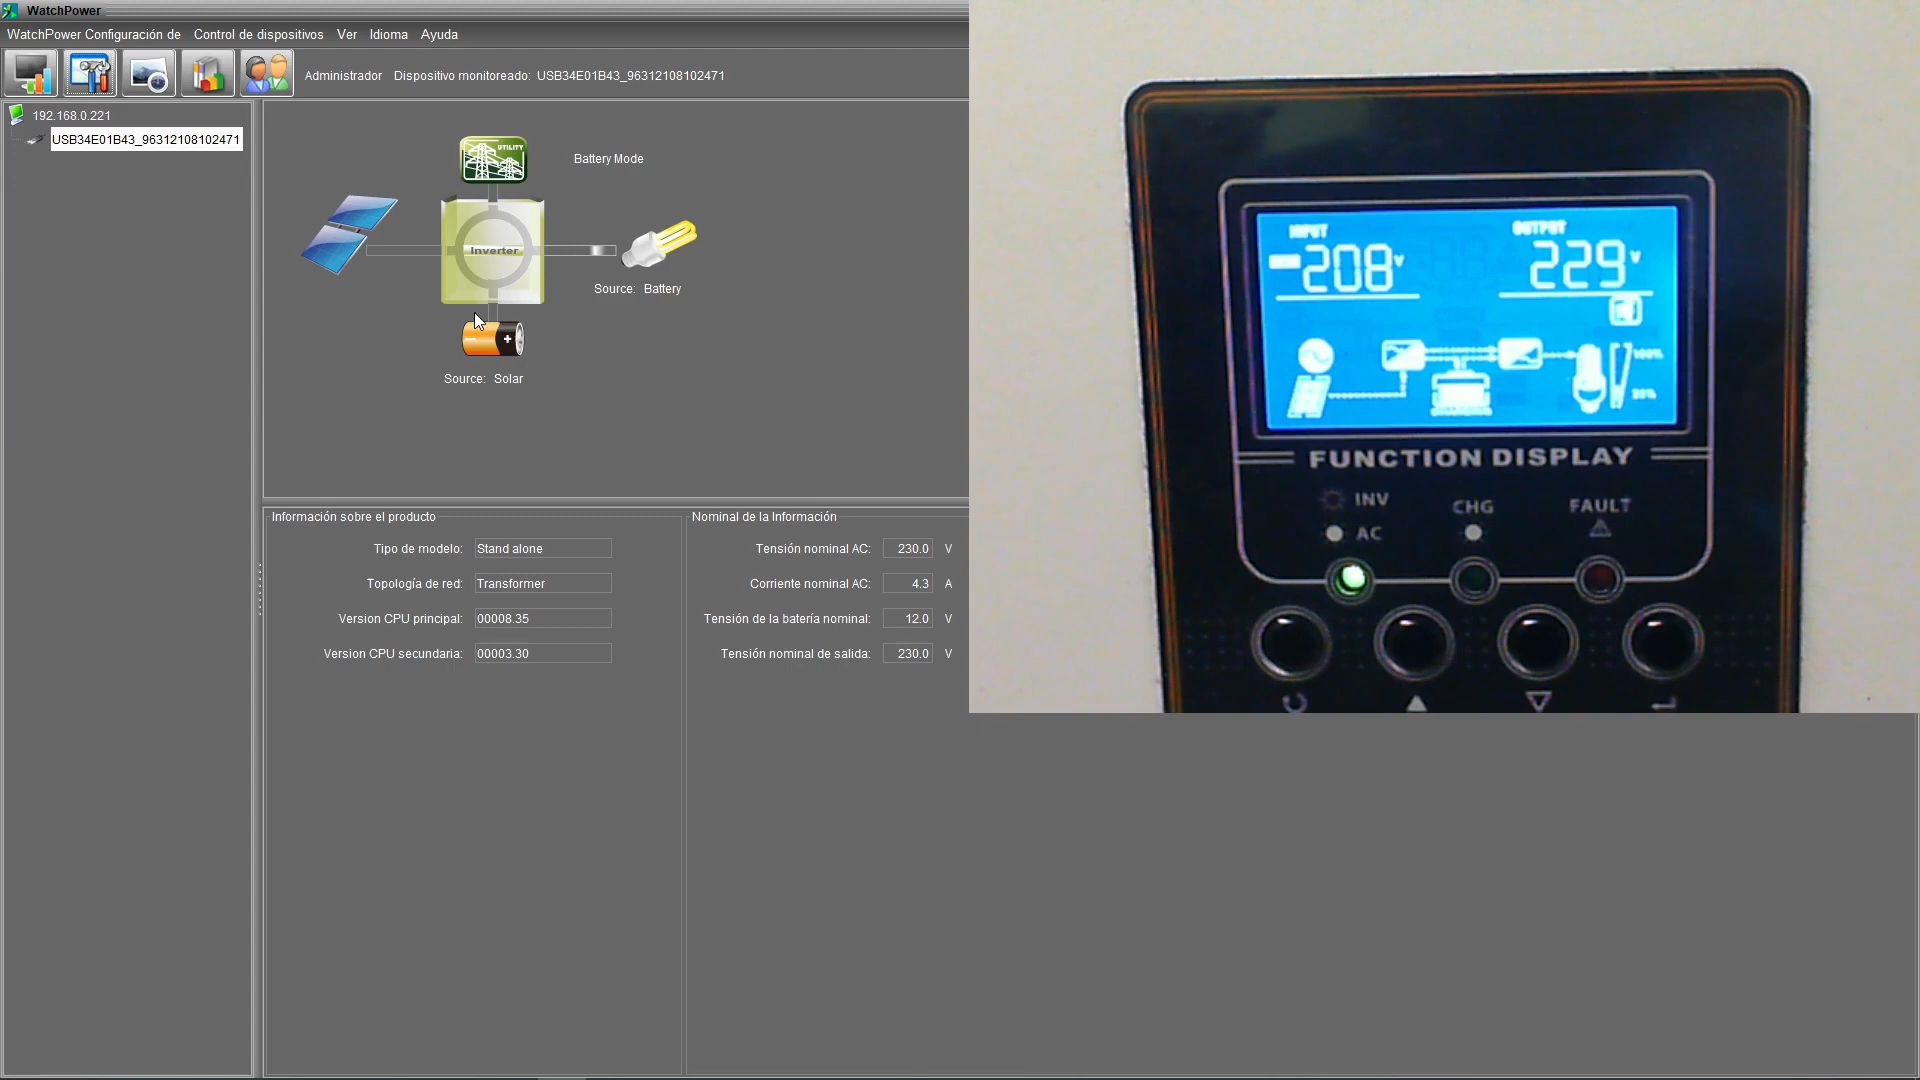 WatchPower
WatchPower Configuración de Control de dispositivos Ver Idioma Ayuda
Administrador Dispositivo monitoreado: USB34E01B43_96312108102471
192.168.0.221
USB34E01B43_96312108102471
UTILITY
Battery Mode
Inverter
Source: Battery
Source: Solar
Información sobre el producto
Tipo de modelo: Stand alone
Topología de red: Transformer
Version CPU principal: 00008.35
Version CPU secundaria: 00003.30
Nominal de la Información
Tensión nominal AC: 230.0 V
Corriente nominal AC: 4.3 A
Tensión de la batería nominal: 12.0 V
Tensión nominal de salida: 230.0 V
INPUT
208 V
OUTPUT
229 V
100%
FUNCTION DISPLAY
INV
AC
CHG
FAULT